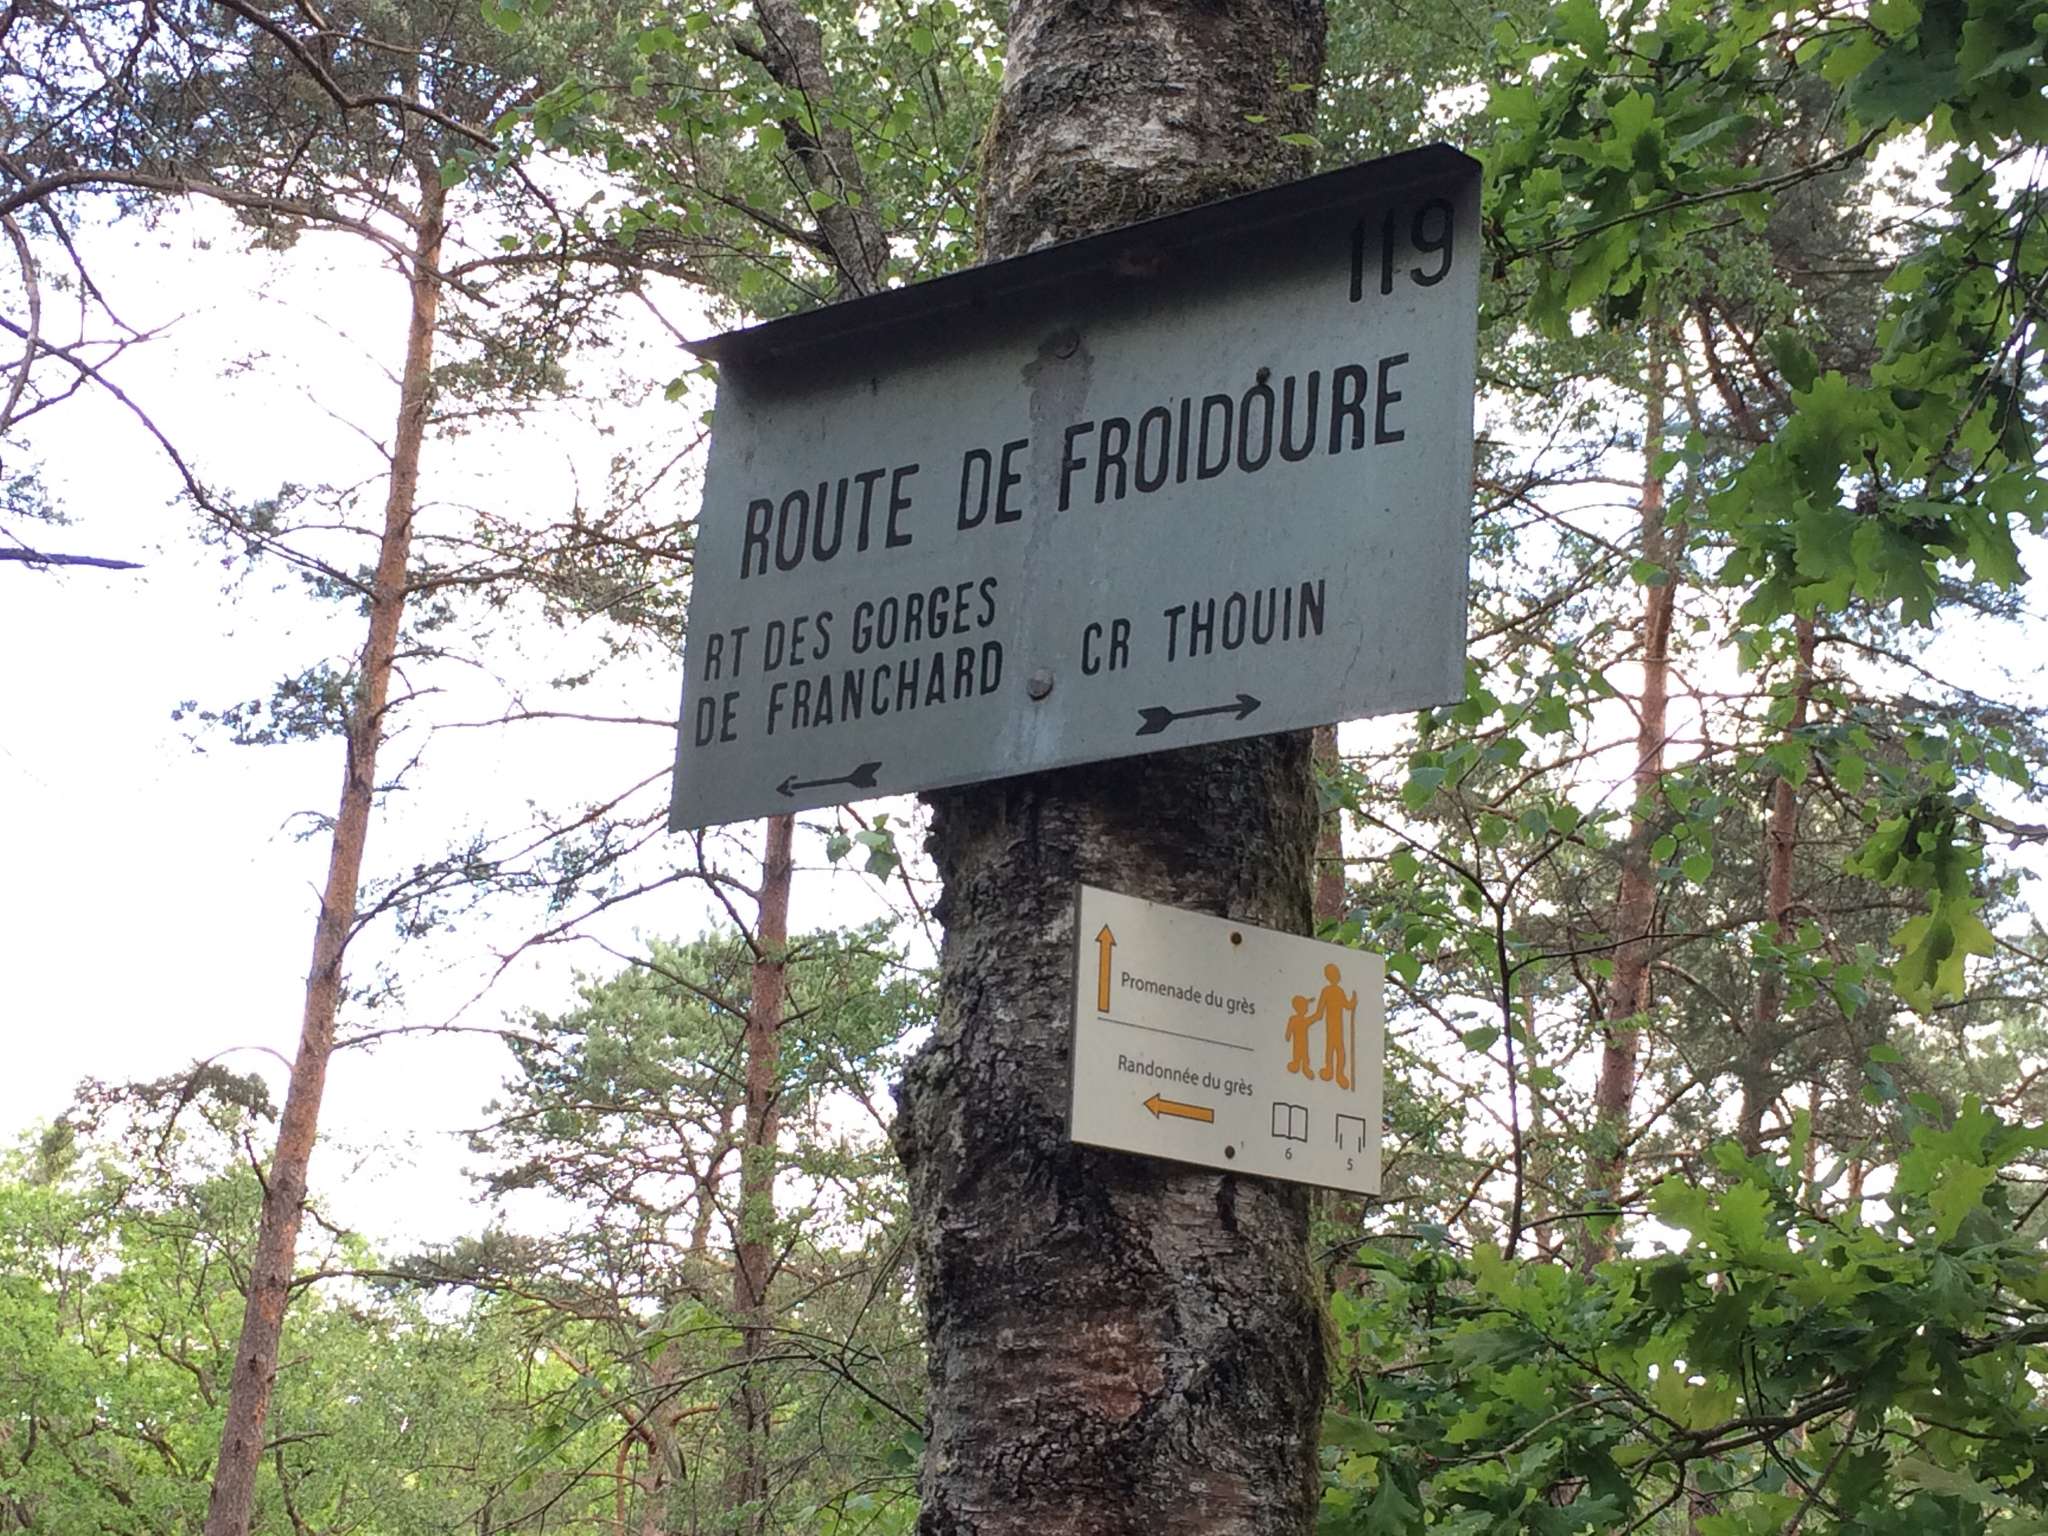 119
ROUTE DE FROIDOURE
RT DES GORGES
DE FRANCHARD
CR THOUIN
Promenade du grès
Randonnée du grès
1
6
5